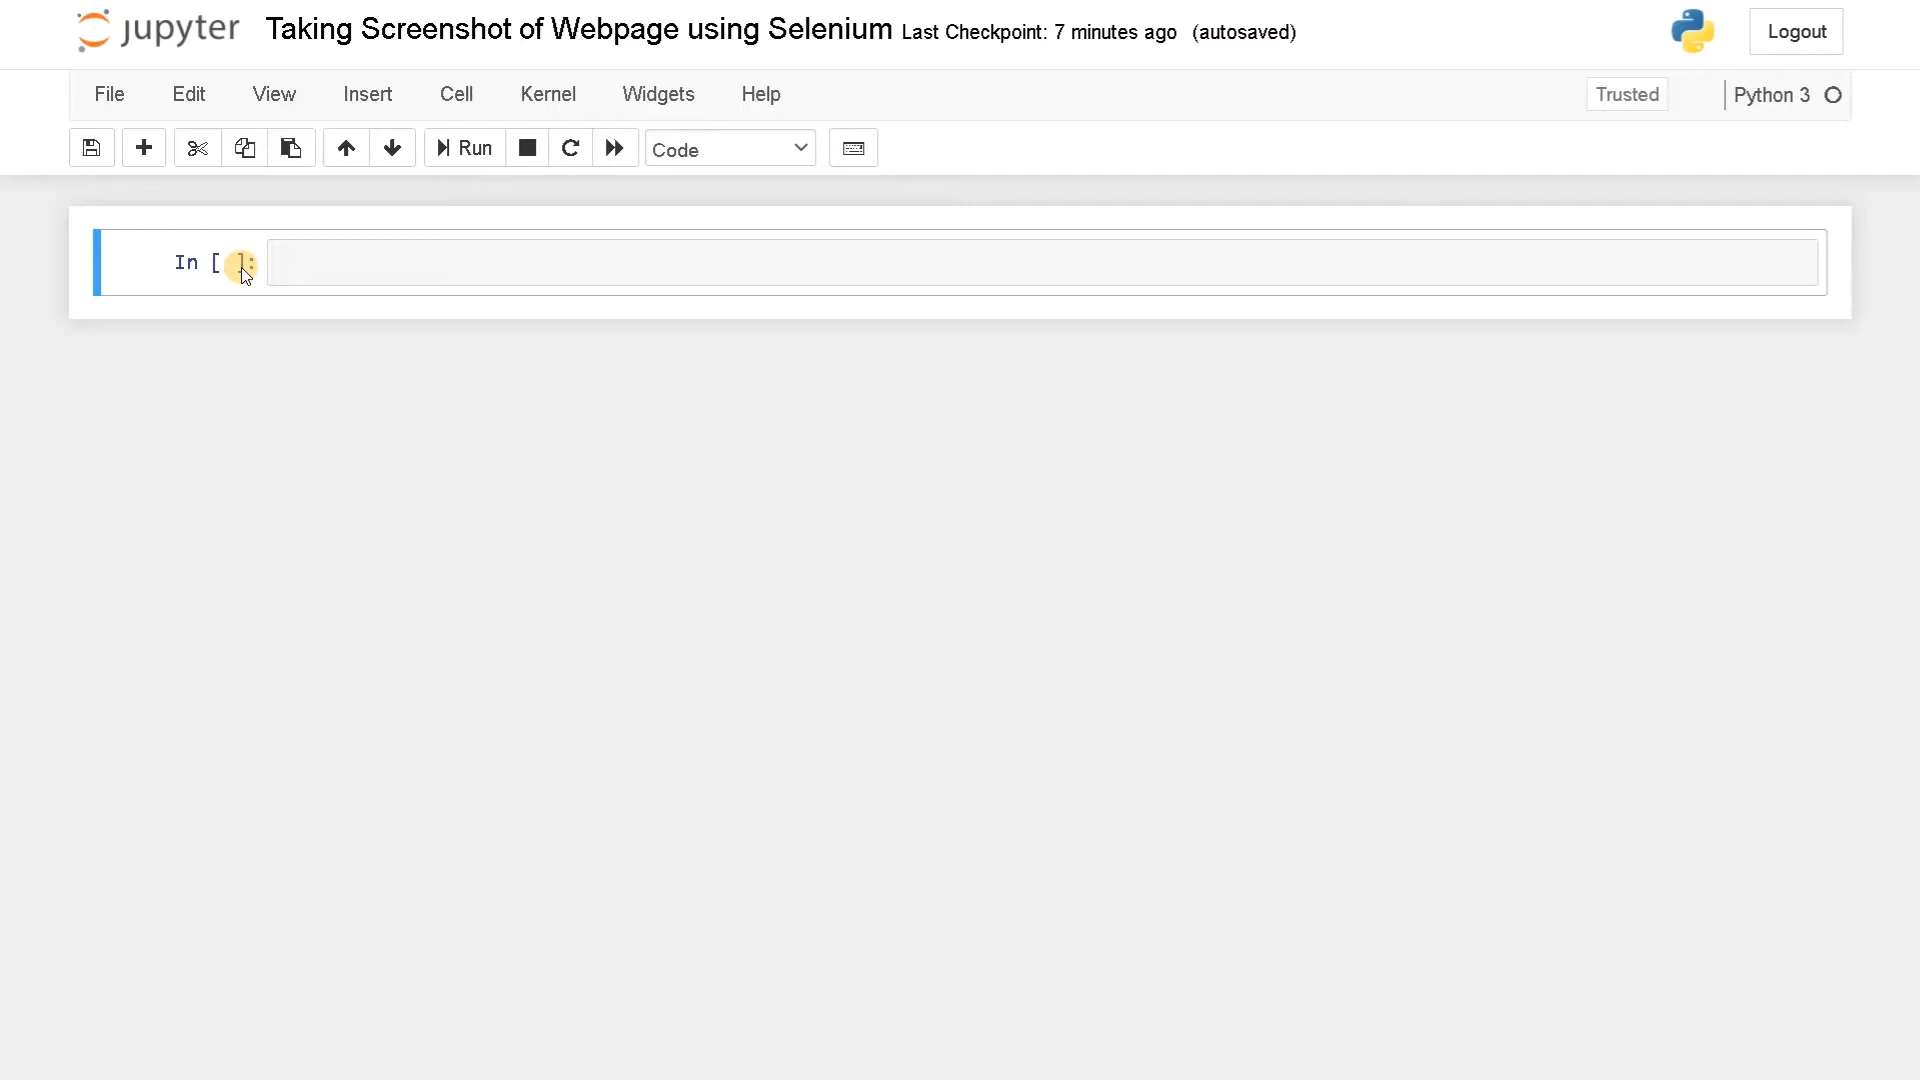 jupyter Taking Screenshot of Webpage using Selenium Last Checkpoint: 7 minutes ago (autosaved) Logout
File Edit View Insert Cell Kernel Widgets Help Trusted Python 3
Run Code
In [ ]: